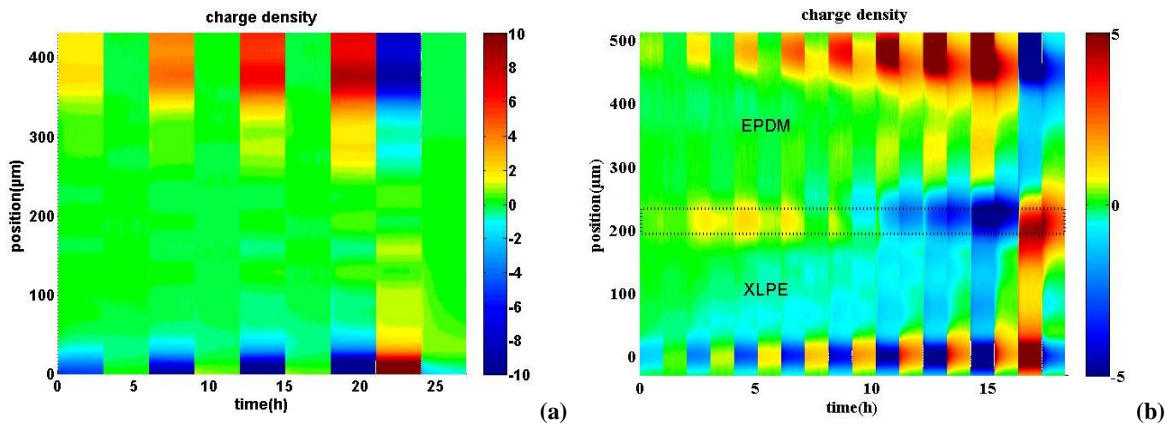 charge density
position(µm)
400
300
200
100
0
0 5 10 15 20 25
time(h)
10
8
6
4
2
0
-2
-4
-6
-8
-10
(a)
charge density
position(µm)
500
400
300
200
100
0
EPDM
XLPE
0 5 10 15
time(h)
5
0
-5
(b)